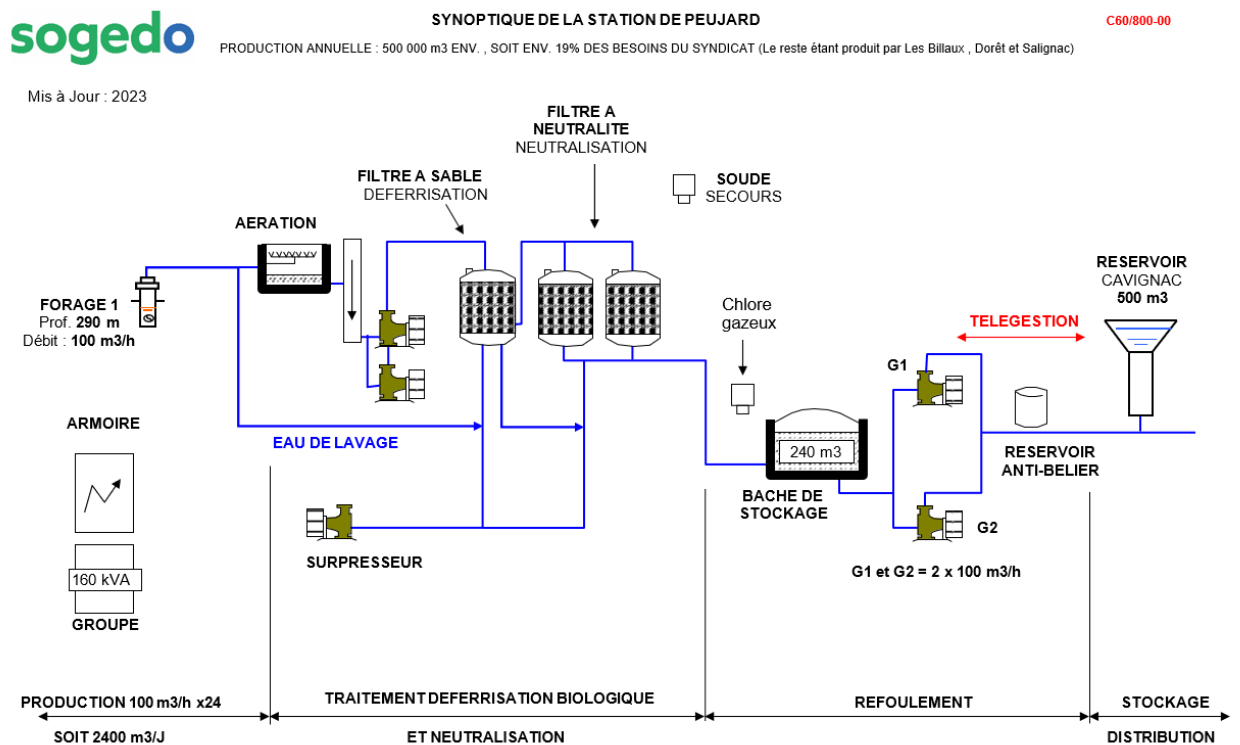 sogedo
SYNOPTIQUE DE LA STATION DE PEUJARD
C60/800-00
PRODUCTION ANNUELLE : 500 000 m3 ENV. , SOIT ENV. 19% DES BESOINS DU SYNDICAT (Le reste étant produit par Les Billaux , Dorêt et Salignac)
Mis à Jour : 2023
FILTRE A
NEUTRALITE
NEUTRALISATION
FILTRE A SABLE
DEFERRISATION
SOUDE
SECOURS
AERATION
RESERVOIR
CAVIGNAC
500 m3
FORAGE 1
Prof. 290 m
Débit : 100 m3/h
Chlore
gazeux
TELEGESTION
G1
ARMOIRE
EAU DE LAVAGE
240 m3
RESERVOIR
ANTI-BELIER
BACHE DE
STOCKAGE
G2
SURPRESSEUR
G1 et G2 = 2 x 100 m3/h
160 kVA
GROUPE
PRODUCTION 100 m3/h x24
SOIT 2400 m3/J
TRAITEMENT DEFERRISATION BIOLOGIQUE
ET NEUTRALISATION
REFOULEMENT
STOCKAGE
DISTRIBUTION